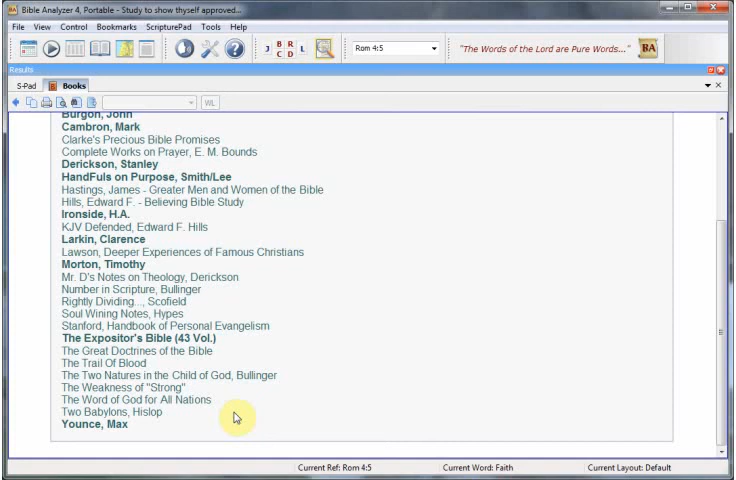 Bible Analyzer 4, Portable - Study to show thyself approved...
File View Control Bookmarks ScripturePad Tools Help
J B R L
C D
Rom 4:5
"The Words of the Lord are Pure Words..." BA
Results
S-Pad Books
WL
Burgon, John
Cambron, Mark
Clarke's Precious Bible Promises
Complete Works on Prayer, E. M. Bounds
Derickson, Stanley
HandFuls on Purpose, Smith/Lee
Hastings, James - Greater Men and Women of the Bible
Hills, Edward F. - Believing Bible Study
Ironside, H.A.
KJV Defended, Edward F. Hills
Larkin, Clarence
Lawson, Deeper Experiences of Famous Christians
Morton, Timothy
Mr. D's Notes on Theology, Derickson
Number in Scripture, Bullinger
Rightly Dividing..., Scofield
Soul Wining Notes, Hypes
Stanford, Handbook of Personal Evangelism
The Expositor's Bible (43 Vol.)
The Great Doctrines of the Bible
The Trail Of Blood
The Two Natures in the Child of God, Bullinger
The Weakness of "Strong"
The Word of God for All Nations
Two Babylons, Hislop
Younce, Max
Current Ref: Rom 4:5 Current Word: Faith Current Layout: Default